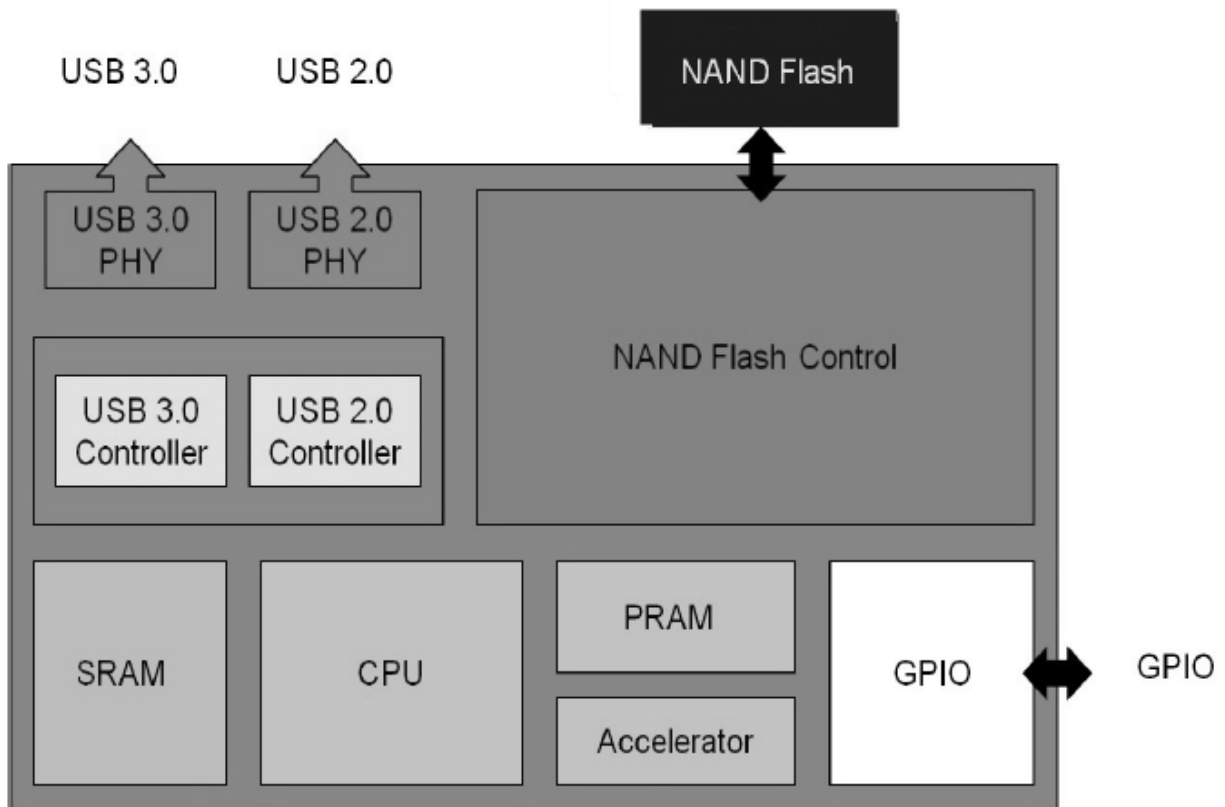 USB 3.0
USB 2.0
NAND Flash
USB 3.0
PHY
USB 2.0
PHY
NAND Flash Control
USB 3.0
Controller
USB 2.0
Controller
SRAM
CPU
PRAM
Accelerator
GPIO
GPIO